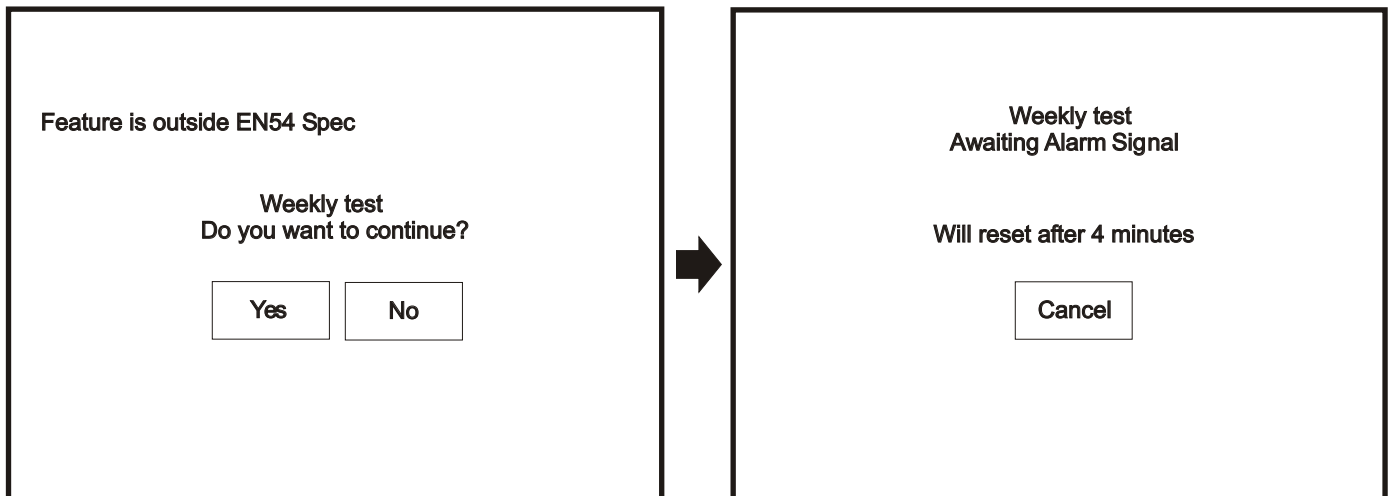 Feature is outside EN54 Spec
Weekly test
Do you want to continue?
Yes
No
Weekly test
Awaiting Alarm Signal
Will reset after 4 minutes
Cancel